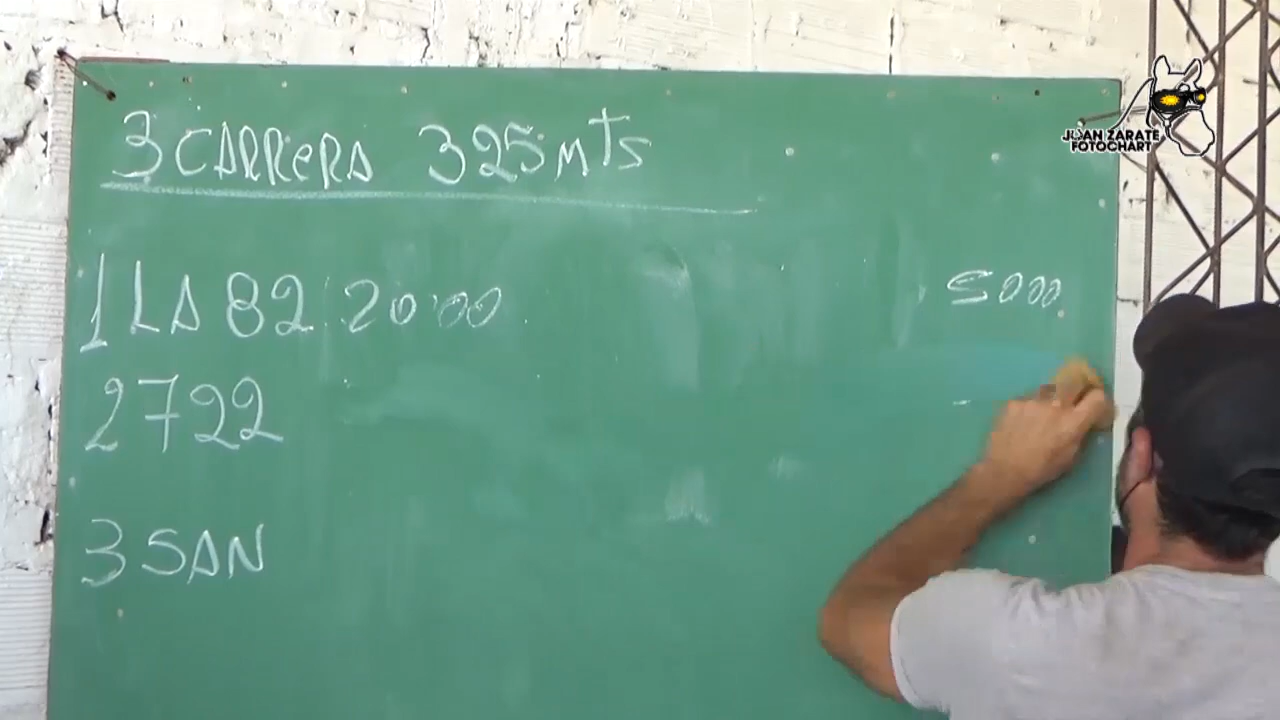 3 CARRERA 325 MTS
1 LA 82 20000 5000
2 722
3 SAN
JUAN ZARATE
FOTOCHART